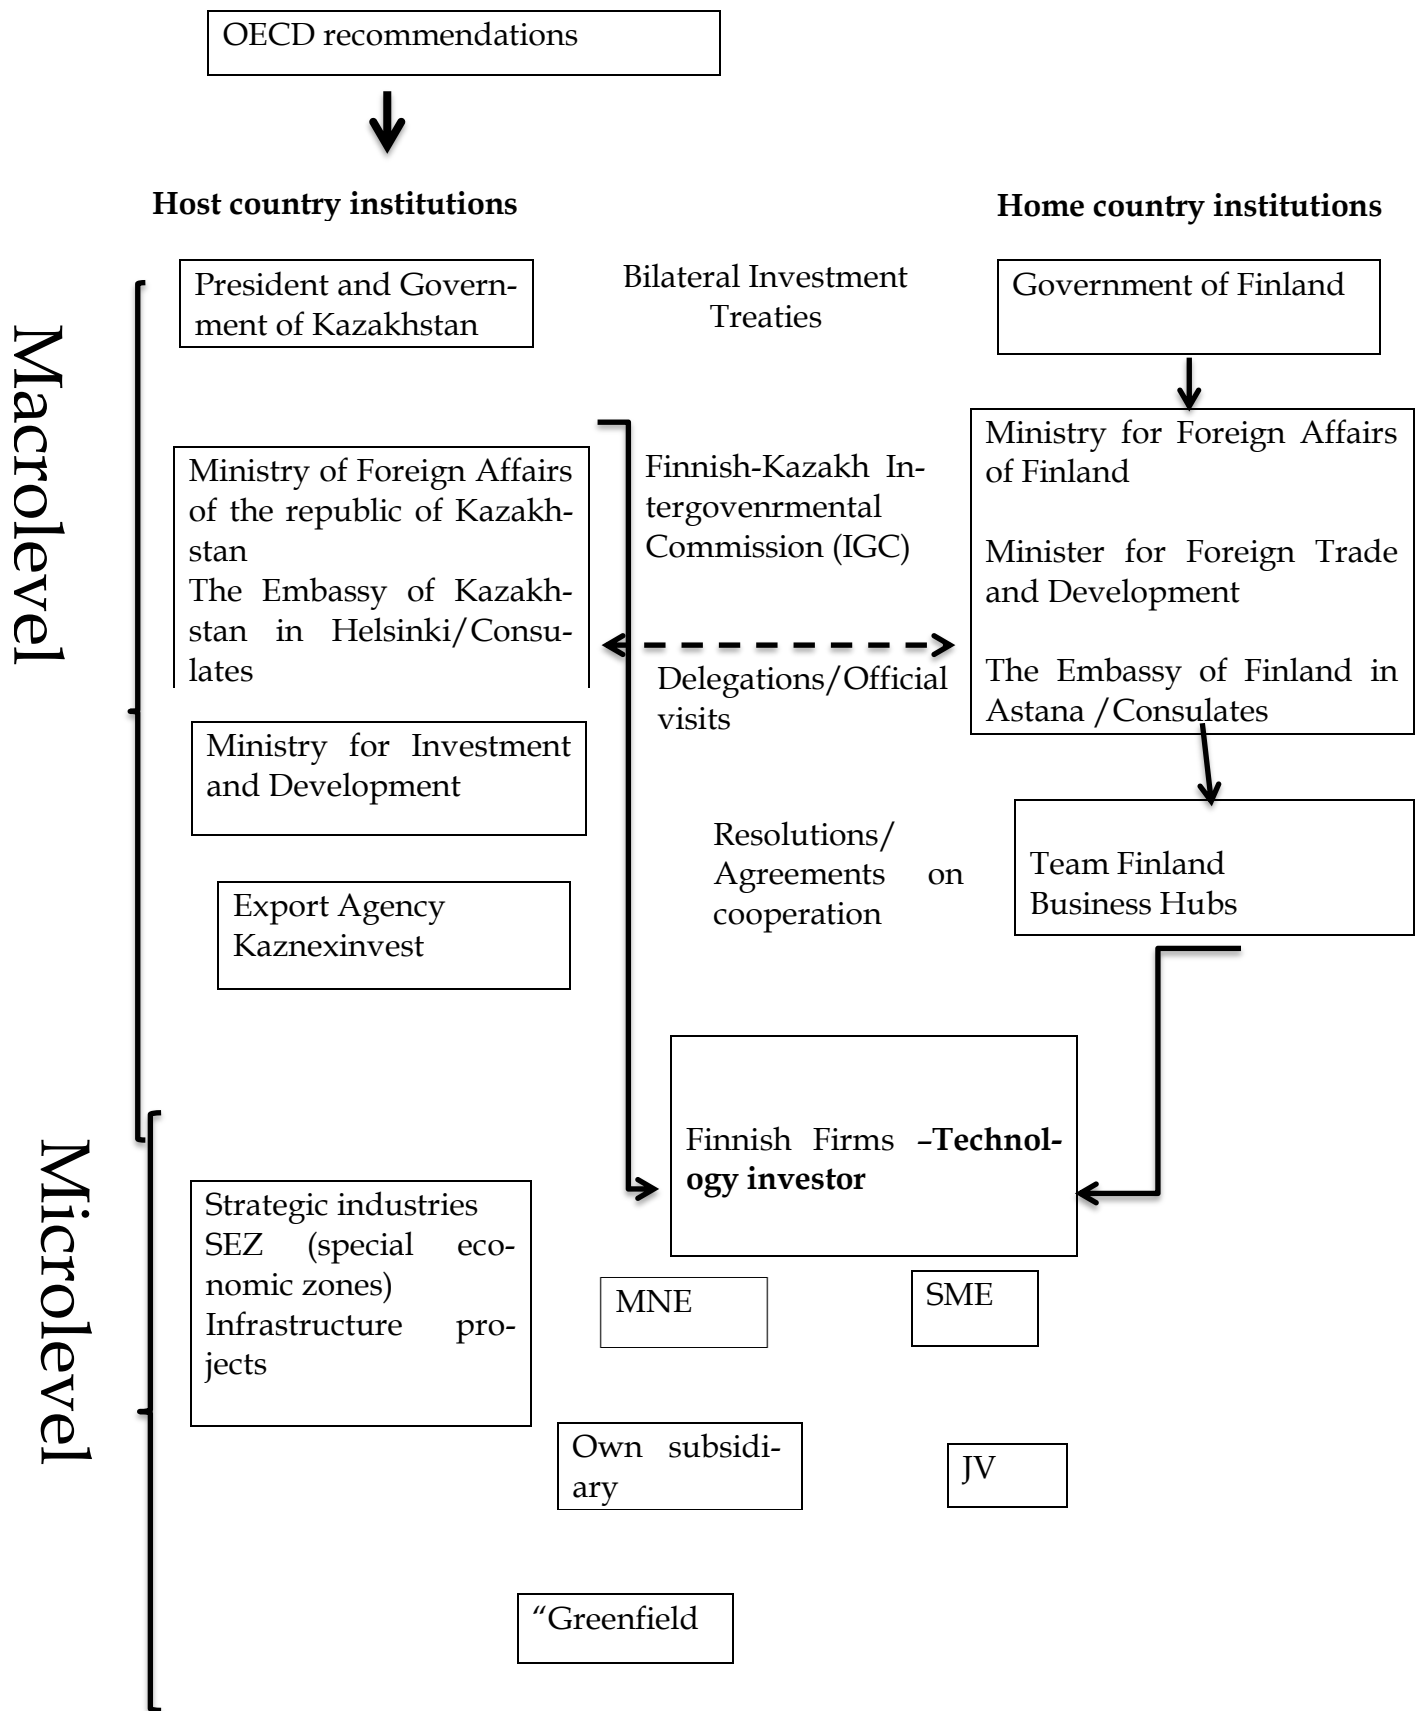 OECD recommendations
Host country institutions
Home country institutions
Macrolevel
President and Govern-
ment of Kazakhstan
Bilateral Investment
Treaties
Government of Finland
Ministry of Foreign Affairs
of the republic of Kazakh-
stan
The Embassy of Kazakh-
stan in Helsinki/Consu-
lates
Finnish-Kazakh In-
tergovenrmental
Commission (IGC)
Ministry for Foreign Affairs
of Finland
Minister for Foreign Trade
and Development
The Embassy of Finland in
Astana /Consulates
Delegations/Official
visits
Ministry for Investment
and Development
Resolutions/
Agreements on
cooperation
Team Finland
Business Hubs
Export Agency
Kaznexinvest
Microlevel
Finnish Firms –Technol-
ogy investor
Strategic industries
SEZ (special eco-
nomic zones)
Infrastructure pro-
jects
MNE
SME
Own subsidi-
ary
JV
“Greenfield